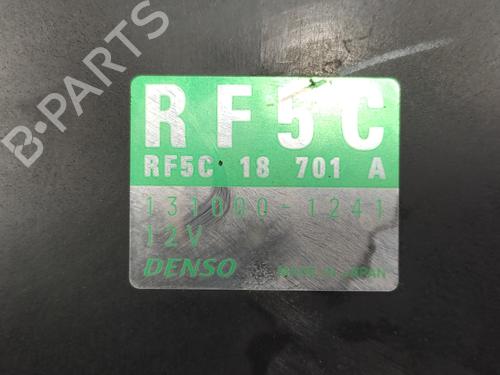 B-PARTS
RF5C
RF5C 18 701 A
131000-1241
12V
DENSO MADE IN JAPAN